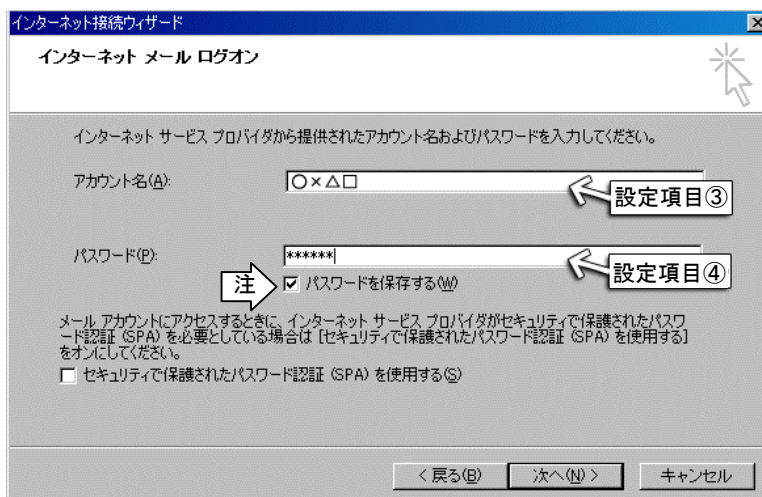 インターネット接続ウィザード
インターネット メール ログオン
インターネット サービス プロバイダから提供されたアカウント名およびパスワードを入力してください。
アカウント名(A):
○×△□
設定項目③
パスワード(P):
******
設定項目④
注
パスワードを保存する(W)
メール アカウントにアクセスするときに、インターネット サービス プロバイダがセキュリティで保護されたパスワ
ード認証 (SPA) を必要としている場合は [セキュリティで保護されたパスワード認証 (SPA) を使用する]
をオンにしてください。
セキュリティで保護されたパスワード認証 (SPA) を使用する(S)
< 戻る(B)
次へ(N) >
キャンセル